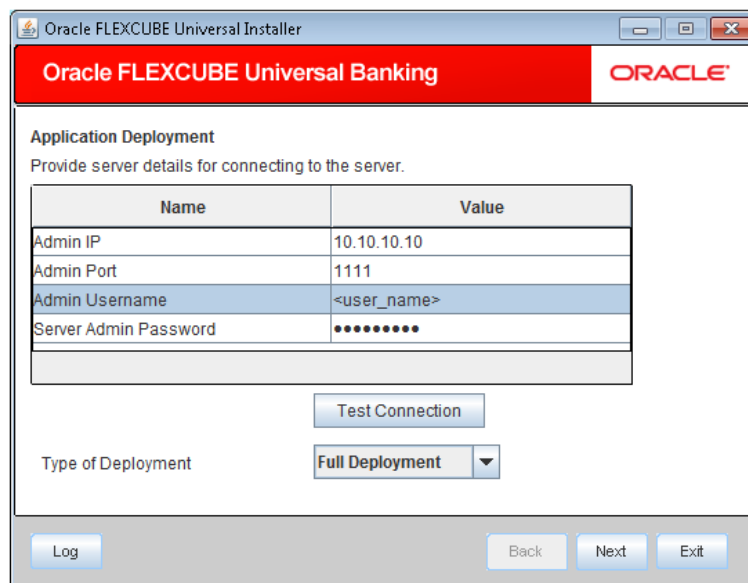 Oracle FLEXCUBE Universal Installer
Oracle FLEXCUBE Universal Banking
ORACLE
Application Deployment
Provide server details for connecting to the server.
Name Value
Admin IP 10.10.10.10
Admin Port 1111
Admin Username <user_name>
Server Admin Password •••••••••
Test Connection
Type of Deployment Full Deployment
Log Back Next Exit